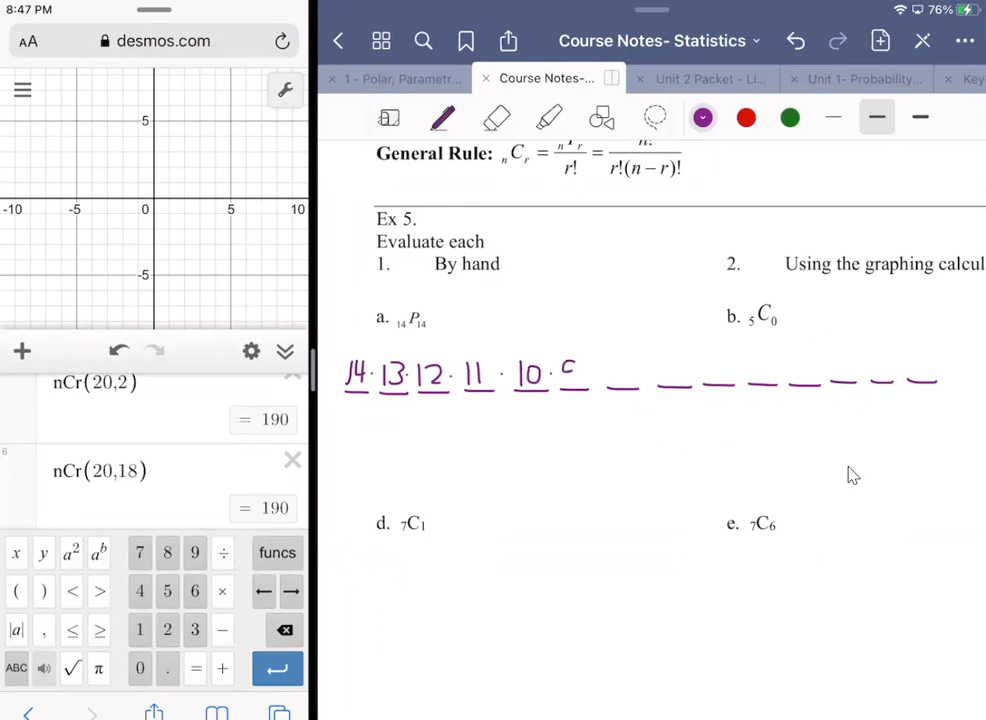 8:47 PM
76%
AA desmos.com
Course Notes- Statistics
1 - Polar, Parametr...
Course Notes-...
Unit 2 Packet - Li...
Unit 1- Probability...
Key
5
-10 -5 0 5 10
-5
nCr(20,2)
= 190
6
nCr(20,18)
= 190
x y a² aᵇ 7 8 9 ÷ funcs
( ) < > 4 5 6 × ← →
|a| , ≤ ≥ 1 2 3 −
ABC √ π 0 . = +
General Rule: nCr = nPr/r! = n!/r!(n − r)!
Ex 5.
Evaluate each
1. By hand
2. Using the graphing calcul
a. ₁₄P₁₄
b. ₅C₀
14 · 13 · 12 · 11 · 10 ·
d. ₇C₁
e. ₇C₆